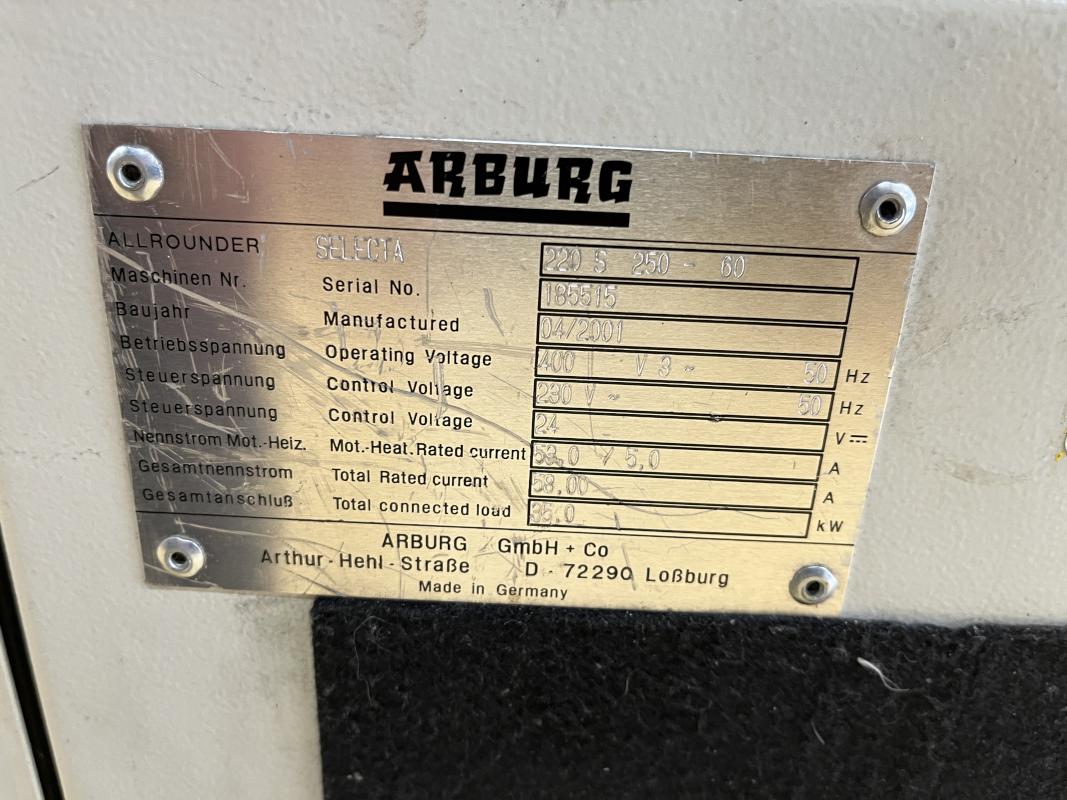 ARBURG
ALLROUNDER SELECTA 220 S 250 - 60
Maschinen Nr. Serial No. 185515
Baujahr Manufactured 04/2001
Betriebsspannung Operating Voltage 400 V 3 ~ 50 Hz
Steuerspannung Control Voltage 230 V ~ 50 Hz
Steuerspannung Control Voltage 24 V⎓
Nennstrom Mot.-Heiz. Mot.-Heat. Rated current 53,0 / 5,0 A
Gesamtnennstrom Total Rated current 58,00 A
Gesamtanschluß Total connected load 35,0 kW
ARBURG GmbH + Co
Arthur - Hehl - Straße D - 72290 Loßburg
Made in Germany